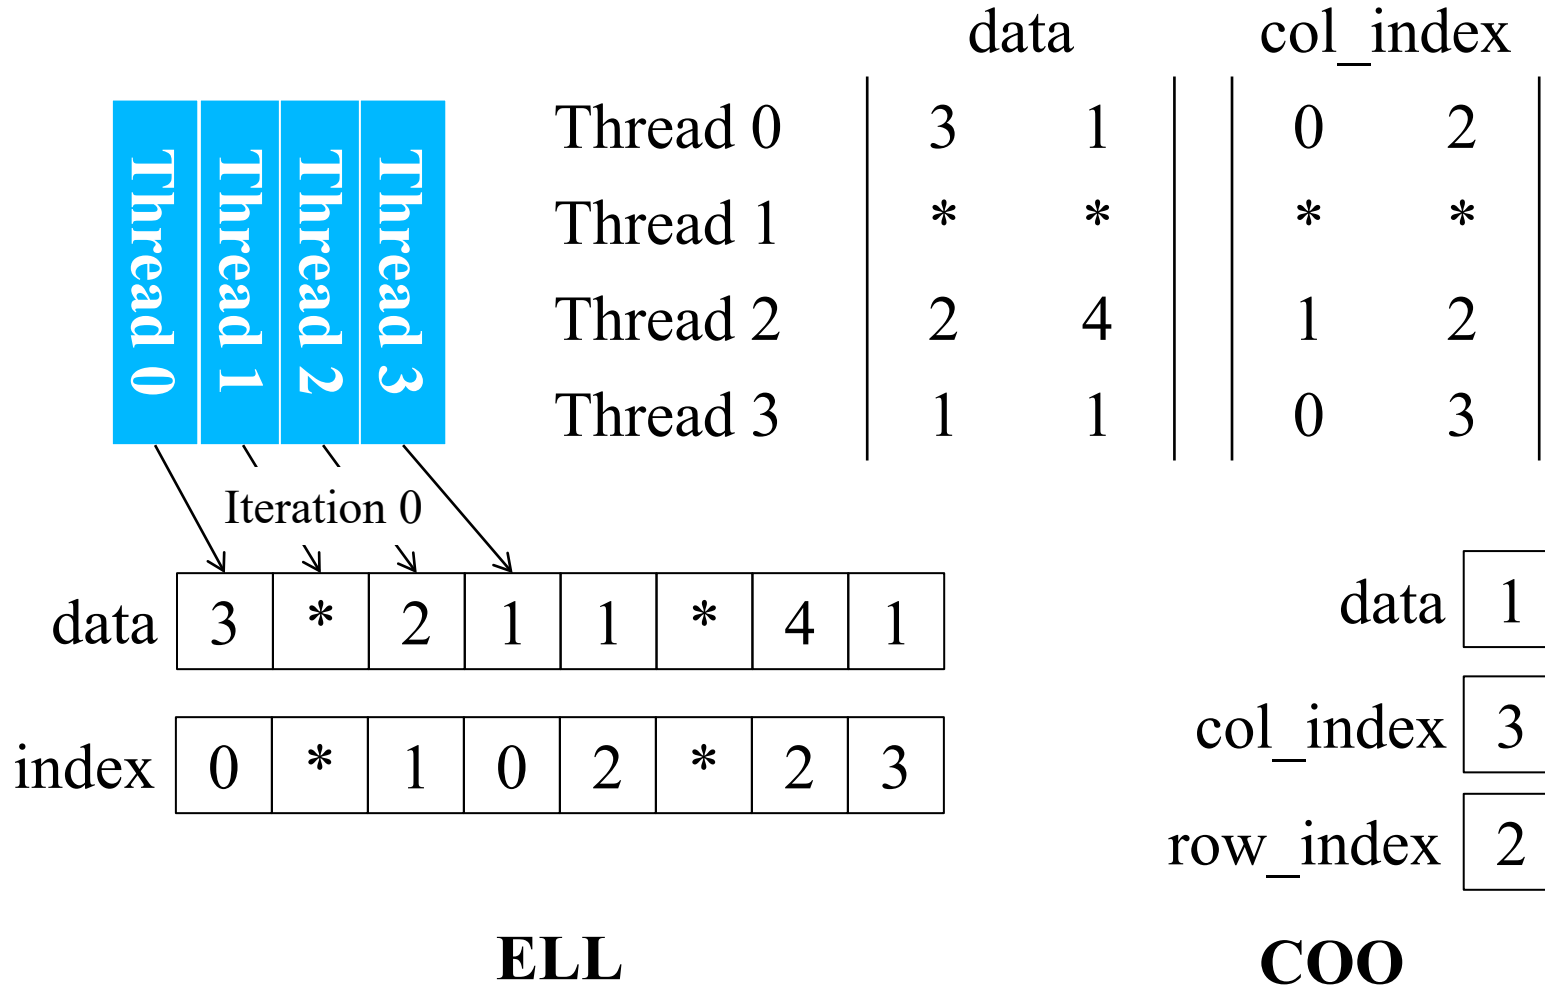 data col_index
Thread 0 3 1 0 2
Thread 1 * * * *
Thread 2 2 4 1 2
Thread 3 1 1 0 3
Thread 0
Thread 1
Thread 2
Thread 3
Iteration 0
data 3 * 2 1 1 * 4 1
index 0 * 1 0 2 * 2 3
ELL
data 1
col_index 3
row_index 2
COO